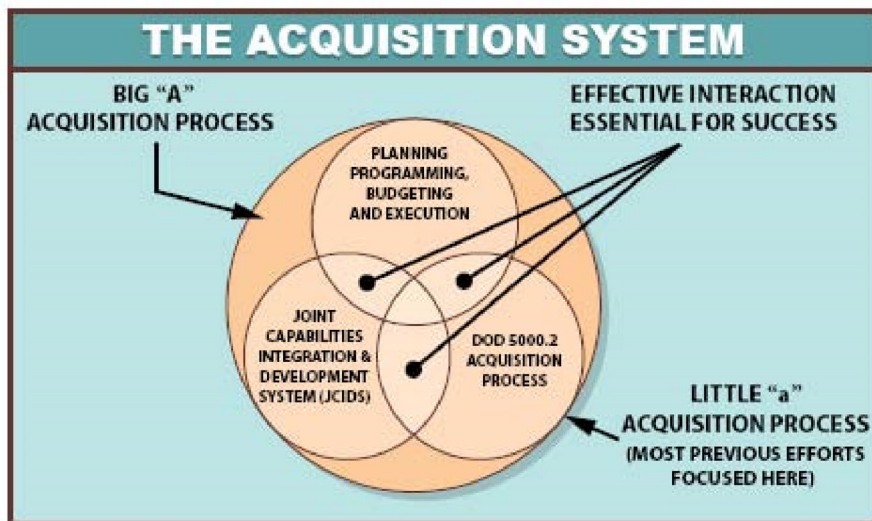 THE ACQUISITION SYSTEM
BIG “A”
ACQUISITION PROCESS
EFFECTIVE INTERACTION
ESSENTIAL FOR SUCCESS
PLANNING
PROGRAMMING,
BUDGETING
AND EXECUTION
JOINT
CAPABILITIES
INTEGRATION &
DEVELOPMENT
SYSTEM (JCIDS)
DOD 5000.2
ACQUISITION
PROCESS
LITTLE “a”
ACQUISITION PROCESS
(MOST PREVIOUS EFFORTS
FOCUSED HERE)